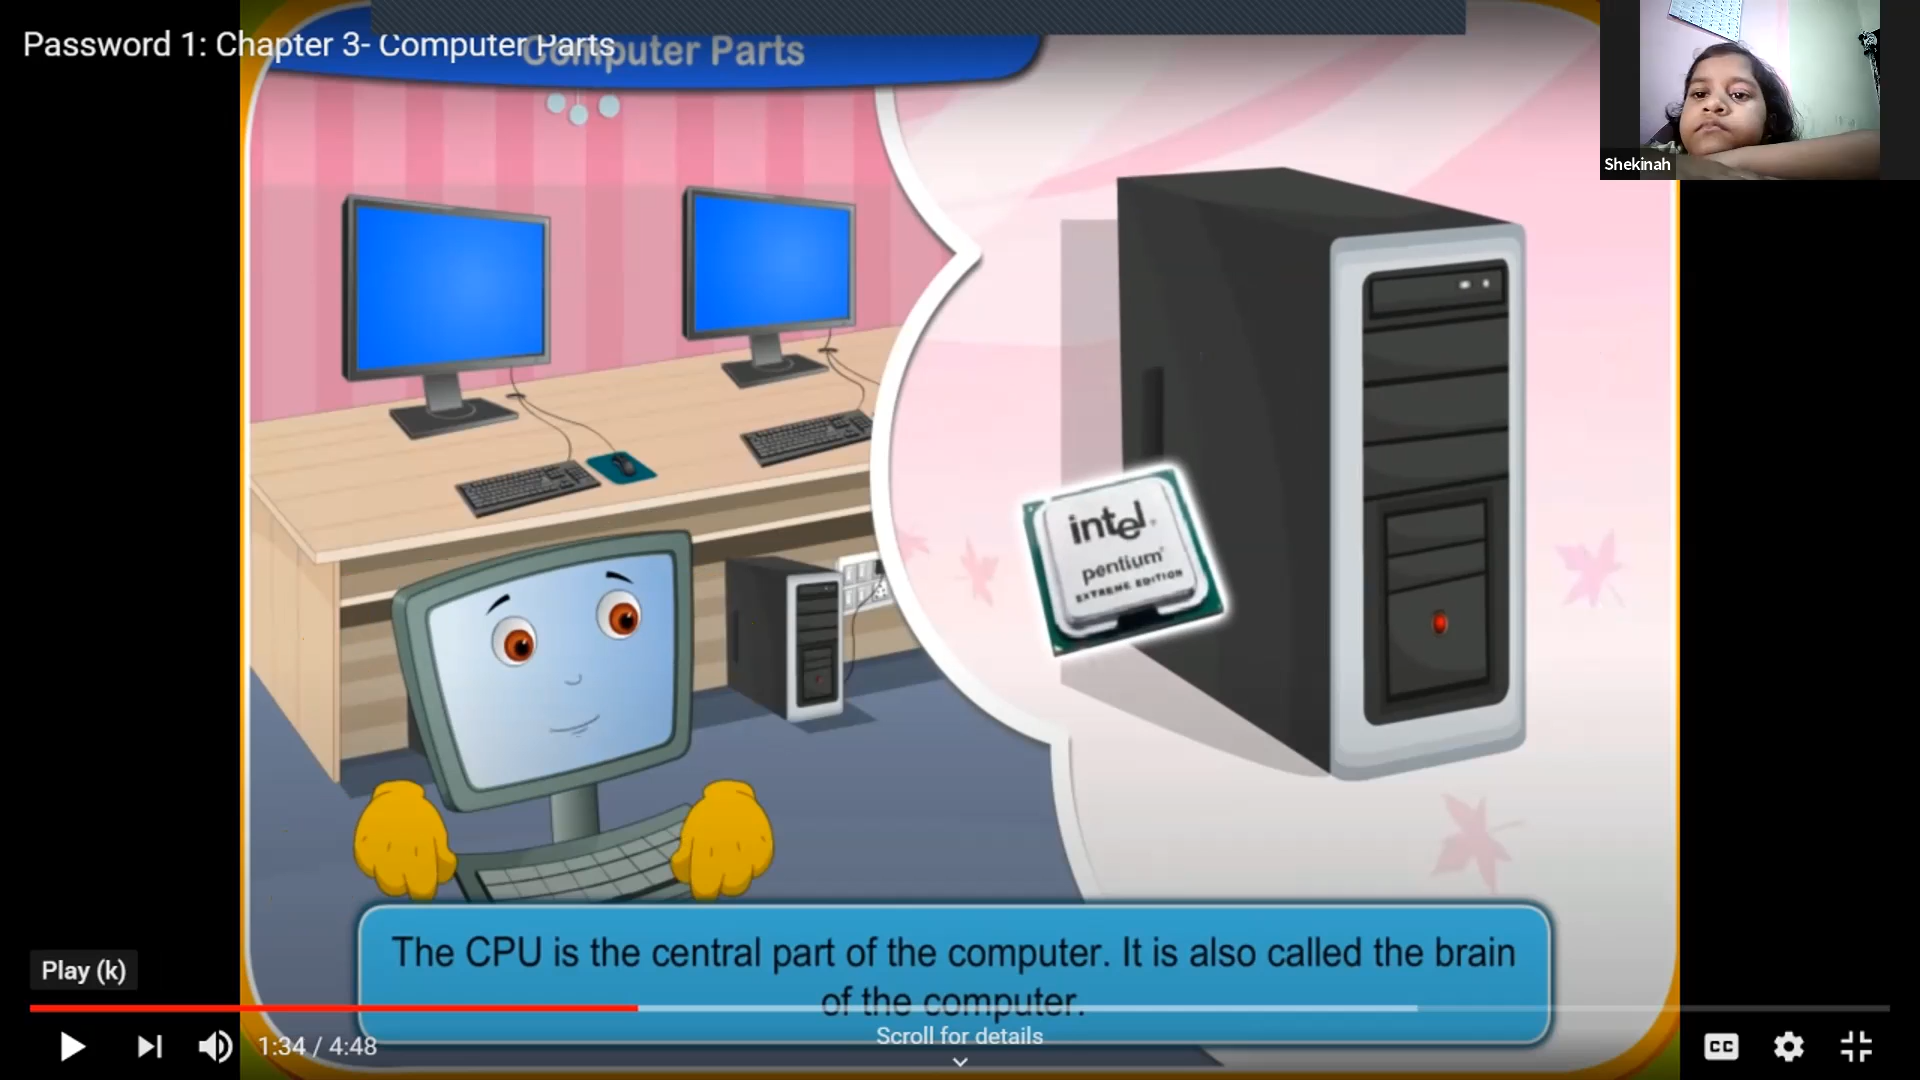 Password 1: Chapter 3- Computer Parts
Computer Parts
Shekinah
intel
pentium
EXTREME EDITION
The CPU is the central part of the computer. It is also called the brain
of the computer.
Play (k)
Scroll for details
1:34 / 4:48
CC